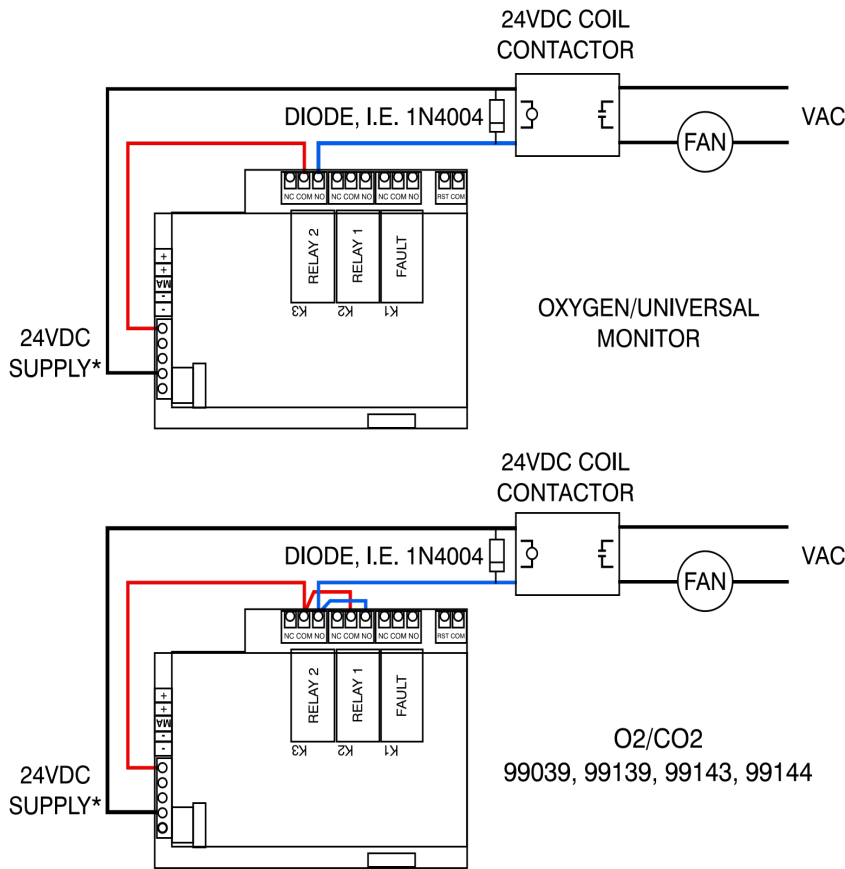 24VDC COIL
CONTACTOR
DIODE, I.E. 1N4004
VAC
FAN
NC COM NO NC COM NO NC COM NO RST COM
RELAY 2
RELAY 1
FAULT
K3
K2
K1
+
+
MA
-
-
24VDC
SUPPLY*
OXYGEN/UNIVERSAL
MONITOR
24VDC COIL
CONTACTOR
DIODE, I.E. 1N4004
VAC
FAN
NC COM NO NC COM NO NC COM NO RST COM
RELAY 2
RELAY 1
FAULT
K3
K2
K1
+
+
MA
-
-
24VDC
SUPPLY*
O2/CO2
99039, 99139, 99143, 99144